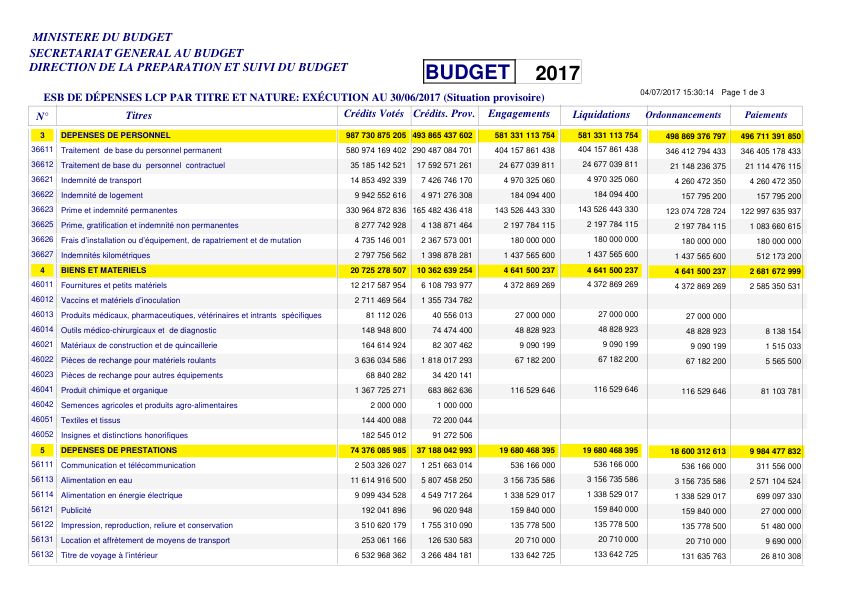 MINISTERE DU BUDGET
SECRETARIAT GENERAL AU BUDGET
DIRECTION DE LA PREPARATION ET SUIVI DU BUDGET
BUDGET 2017
04/07/2017 15:30:14 Page 1 de 3
ESB DE DÉPENSES LCP PAR TITRE ET NATURE: EXÉCUTION AU 30/06/2017 (Situation provisoire)
N° Titres Crédits Votés Crédits. Prov. Engagements Liquidations Ordonnancements Paiements
3 DEPENSES DE PERSONNEL 987 730 875 205 493 865 437 602 581 331 113 754 581 331 113 754 498 869 376 797 496 711 391 850
36611 Traitement de base du personnel permanent 580 974 169 402 290 487 084 701 404 157 861 438 404 157 861 438 346 412 794 433 346 405 178 433
36612 Traitement de base du personnel contractuel 35 185 142 521 17 592 571 261 24 677 039 811 24 677 039 811 21 148 236 375 21 114 476 115
36621 Indemnité de transport 14 853 492 339 7 426 746 170 4 970 325 060 4 970 325 060 4 260 472 350 4 260 472 350
36622 Indemnité de logement 9 942 552 616 4 971 276 308 184 094 400 184 094 400 157 795 200 157 795 200
36623 Prime et indemnité permanentes 330 964 872 836 165 482 436 418 143 526 443 330 143 526 443 330 123 074 728 724 122 997 635 937
36625 Prime, gratification et indemnité non permanentes 8 277 742 928 4 138 871 464 2 197 784 115 2 197 784 115 2 197 784 115 1 083 660 615
36626 Frais d'installation ou d'équipement, de rapatriement et de mutation 4 735 146 001 2 367 573 001 180 000 000 180 000 000 180 000 000 180 000 000
36627 Indemnités kilométriques 2 797 756 562 1 398 878 281 1 437 565 600 1 437 565 600 1 437 565 600 512 173 200
4 BIENS ET MATERIELS 20 725 278 507 10 362 639 254 4 641 500 237 4 641 500 237 4 641 500 237 2 681 672 999
46011 Fournitures et petits matériels 12 217 587 954 6 108 793 977 4 372 869 269 4 372 869 269 4 372 869 269 2 585 350 531
46012 Vaccins et matériels d'inoculation 2 711 469 564 1 355 734 782
46013 Produits médicaux, pharmaceutiques, vétérinaires et intrants spécifiques 81 112 026 40 556 013 27 000 000 27 000 000 27 000 000
46014 Outils médico-chirurgicaux et de diagnostic 148 948 800 74 474 400 48 828 923 48 828 923 48 828 923 8 138 154
46021 Matériaux de construction et de quincaillerie 164 614 924 82 307 462 9 090 199 9 090 199 9 090 199 1 515 033
46022 Pièces de rechange pour matériels roulants 3 636 034 586 1 818 017 293 67 182 200 67 182 200 67 182 200 5 565 500
46023 Pièces de rechange pour autres équipements 68 840 282 34 420 141
46041 Produit chimique et organique 1 367 725 271 683 862 636 116 529 646 116 529 646 116 529 646 81 103 781
46042 Semences agricoles et produits agro-alimentaires 2 000 000 1 000 000
46051 Textiles et tissus 144 400 088 72 200 044
46052 Insignes et distinctions honorifiques 182 545 012 91 272 506
5 DEPENSES DE PRESTATIONS 74 376 085 985 37 188 042 993 19 680 468 395 19 680 468 395 18 600 312 613 9 984 477 832
56111 Communication et télécommunication 2 503 326 027 1 251 663 014 536 166 000 536 166 000 536 166 000 311 556 000
56113 Alimentation en eau 11 614 916 500 5 807 458 250 3 156 735 586 3 156 735 586 3 156 735 586 2 571 104 524
56114 Alimentation en énergie électrique 9 099 434 528 4 549 717 264 1 338 529 017 1 338 529 017 1 338 529 017 699 097 330
56121 Publicité 192 041 896 96 020 948 159 840 000 159 840 000 159 840 000 27 000 000
56122 Impression, reproduction, reliure et conservation 3 510 620 179 1 755 310 090 135 778 500 135 778 500 135 778 500 51 480 000
56131 Location et affrètement de moyens de transport 253 061 166 126 530 583 20 710 000 20 710 000 20 710 000 9 690 000
56132 Titre de voyage à l'intérieur 6 532 968 362 3 266 484 181 133 642 725 133 642 725 131 635 763 26 810 308